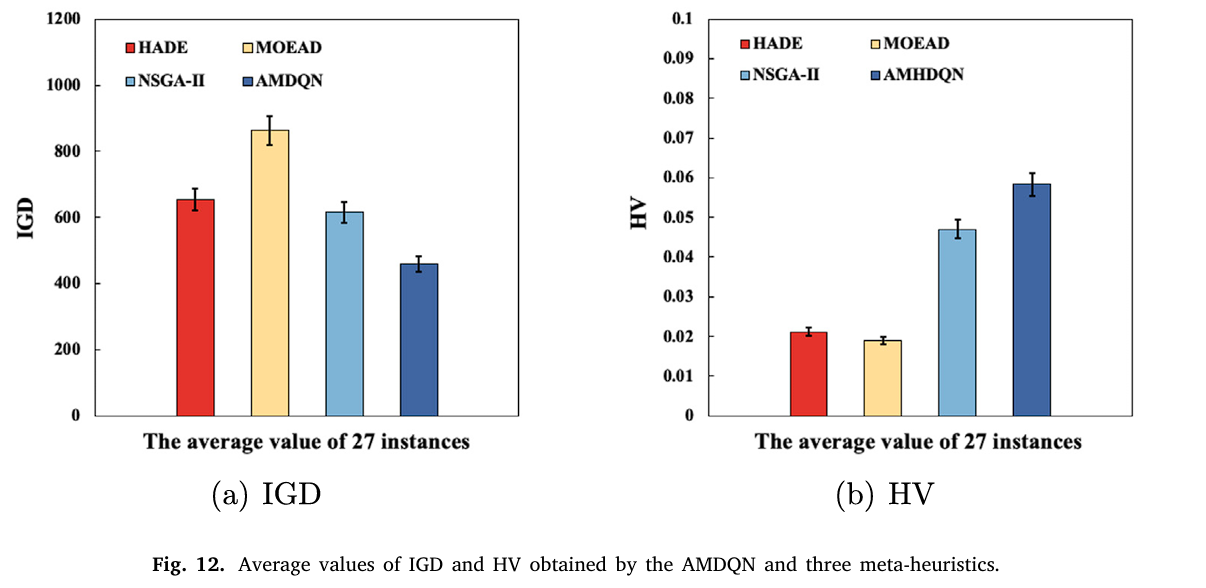 1200
1000
800
600
400
200
0
IGD
HADE MOEAD
NSGA-II AMDQN
The average value of 27 instances
(a) IGD
0.1
0.09
0.08
0.07
0.06
0.05
0.04
0.03
0.02
0.01
0
HV
HADE MOEAD
NSGA-II AMHDQN
The average value of 27 instances
(b) HV
Fig. 12. Average values of IGD and HV obtained by the AMDQN and three meta-heuristics.